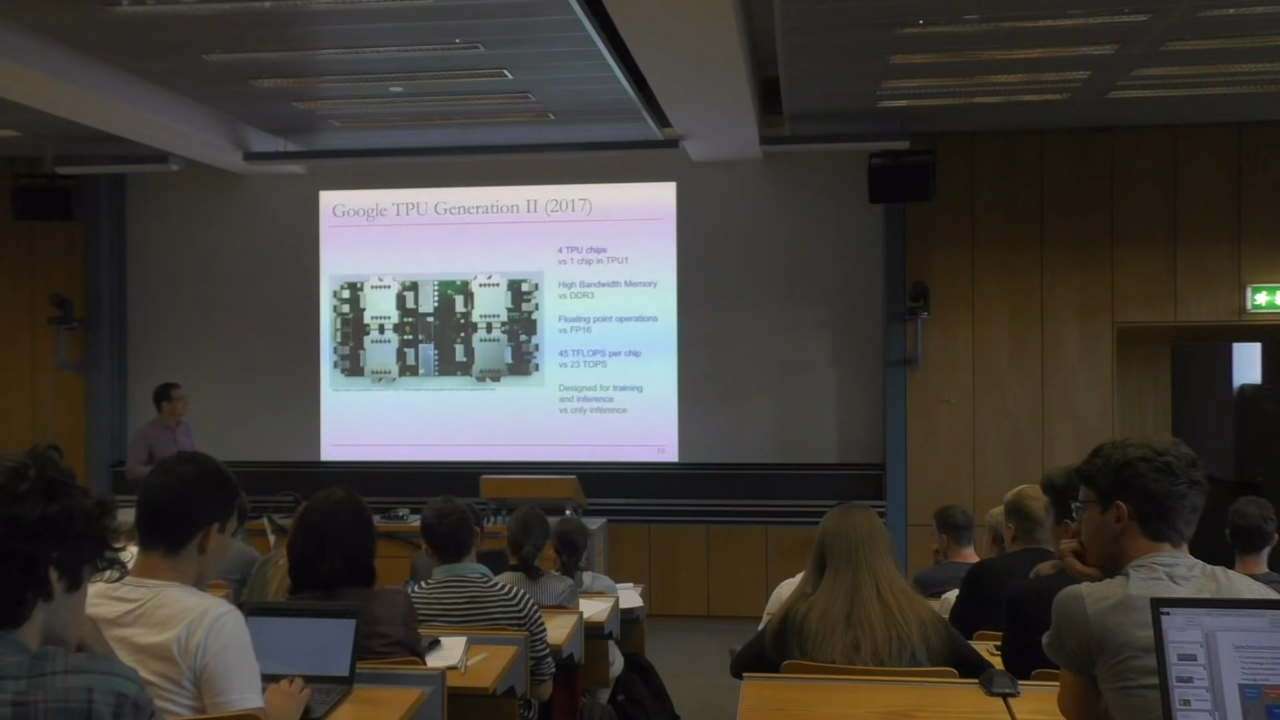 Google TPU Generation II (2017)
4 TPU chips
vs 1 chip in TPU1
High Bandwidth Memory
vs DDR3
Floating point operations
vs FP16
45 TFLOPS per chip
vs 23 TOPS
Designed for training
and inference
vs only inference